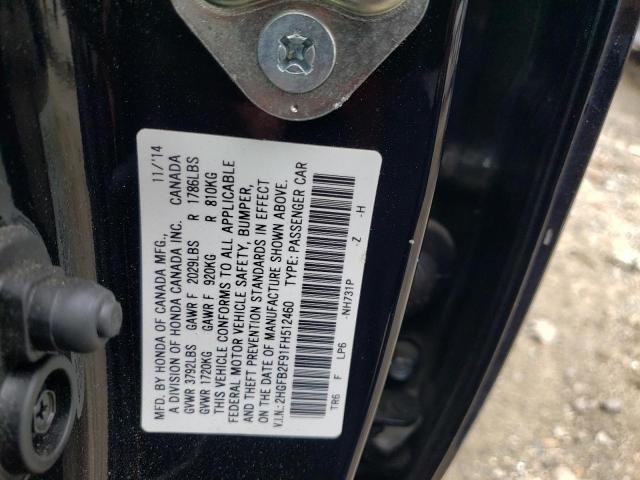 MFD. BY HONDA OF CANADA MFG., 11/'14
A DIVISION OF HONDA CANADA INC. CANADA
GVWR 3792LBS GAWR F 2029LBS R 1786LBS
GVWR 1720KG GAWR F 920KG R 810KG
THIS VEHICLE CONFORMS TO ALL APPLICABLE
FEDERAL MOTOR VEHICLE SAFETY, BUMPER,
AND THEFT PREVENTION STANDARDS IN EFFECT
ON THE DATE OF MANUFACTURE SHOWN ABOVE.
V.I.N.: 2HGFB2F91FH512460 TYPE: PASSENGER CAR
TR6 F LP6 -NH731P -Z -H